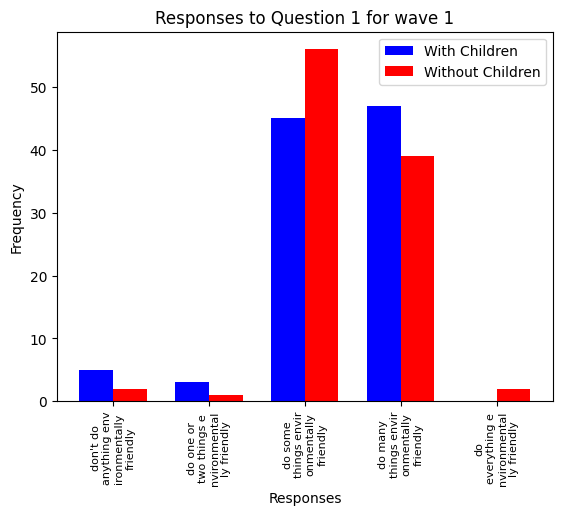 Responses to Question 1 for wave 1
With Children
Without Children
Frequency
50
40
30
20
10
0
don't do
anything env
ironmentally
friendly
do one or
two things e
nvironmental
ly friendly
do some
things envir
onmentally
friendly
do many
things envir
onmentally
friendly
do
everything e
nvironmental
ly friendly
Responses